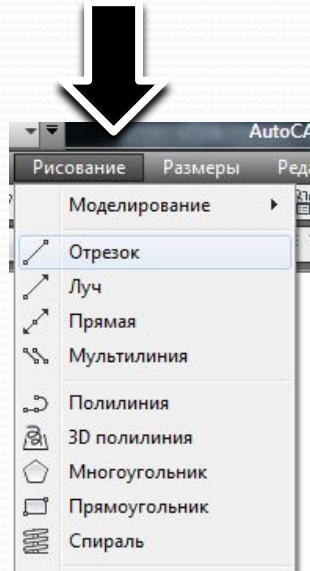 AutoCA
Рисование Размеры Реда
Моделирование
Отрезок
Луч
Прямая
Мультилиния
Полилиния
3D полилиния
Многоугольник
Прямоугольник
Спираль